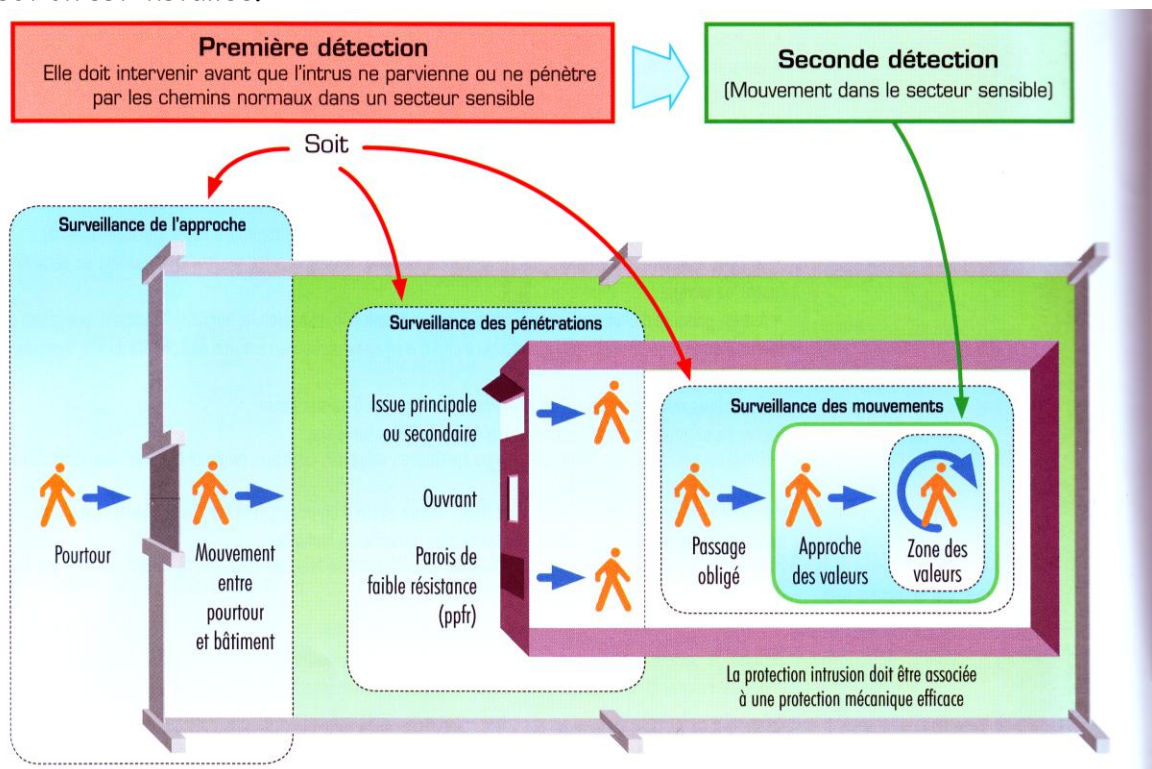 Première détection
Elle doit intervenir avant que l'intrus ne parvienne ou ne pénètre
par les chemins normaux dans un secteur sensible
Seconde détection
(Mouvement dans le secteur sensible)
Soit
Surveillance de l'approche
Surveillance des pénétrations
Issue principale
ou secondaire
Surveillance des mouvements
Ouvrant
Pourtour
Mouvement
entre
pourtour
et bâtiment
Parois de
faible résistance
(ppfr)
Passage
obligé
Approche
des valeurs
Zone des
valeurs
La protection intrusion doit être associée
à une protection mécanique efficace